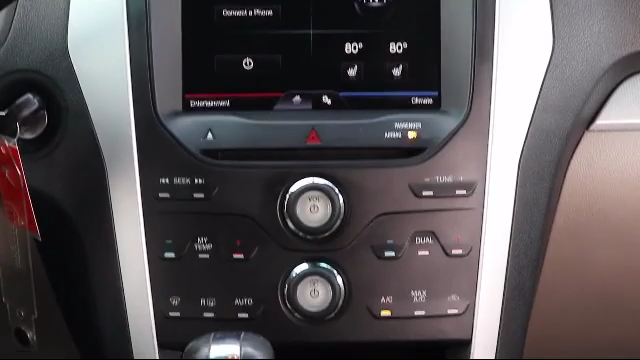 Connect a Phone
80° 80°
Entertainment Climate
PASSENGER
AIRBAG
SEEK VOL TUNE
MY
TEMP
DUAL
R AUTO
A/C MAX
A/C